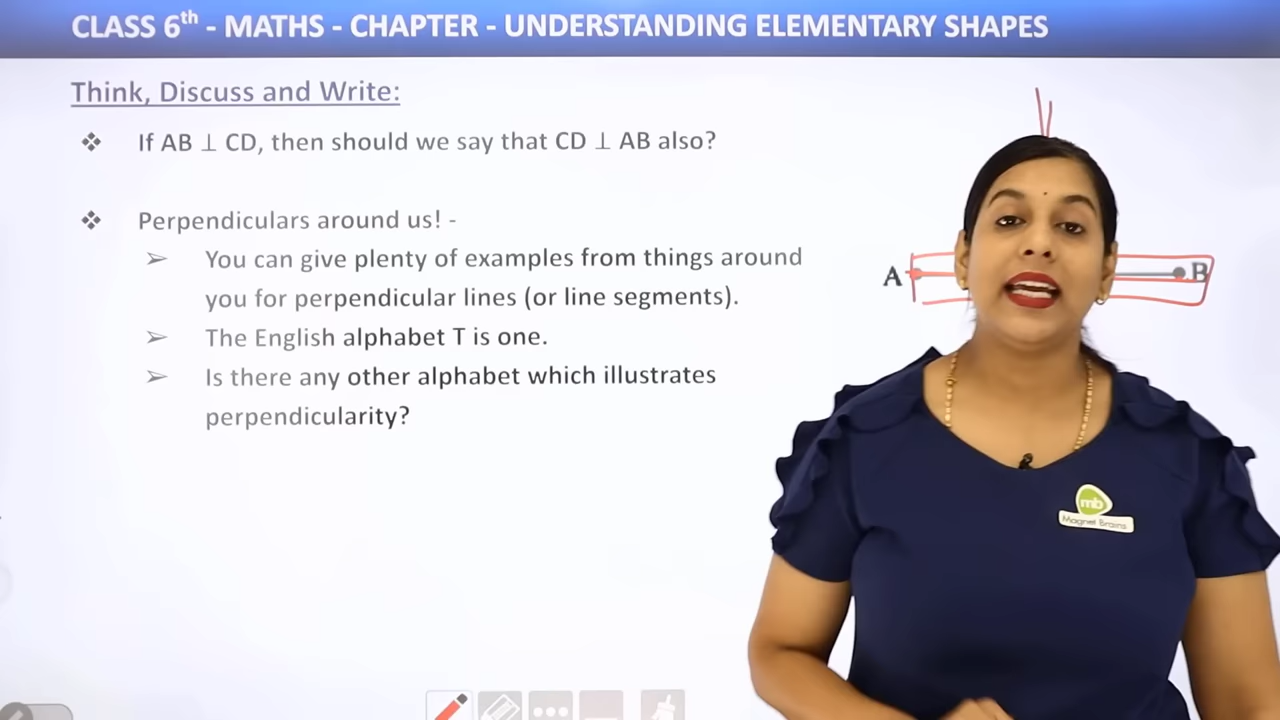 CLASS 6th - MATHS - CHAPTER - UNDERSTANDING ELEMENTARY SHAPES
Think, Discuss and Write:
❖ If AB ⊥ CD, then should we say that CD ⊥ AB also?
❖ Perpendiculars around us! -
➢ You can give plenty of examples from things around
you for perpendicular lines (or line segments).
➢ The English alphabet T is one.
➢ Is there any other alphabet which illustrates
perpendicularity?
A B
mb
Magnet Brains